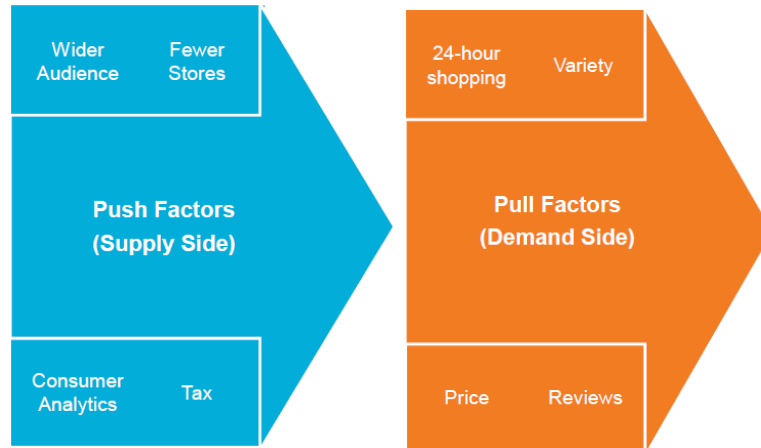 Wider Audience
Fewer Stores
Push Factors
(Supply Side)
Consumer Analytics
Tax
24-hour shopping
Variety
Pull Factors
(Demand Side)
Price
Reviews